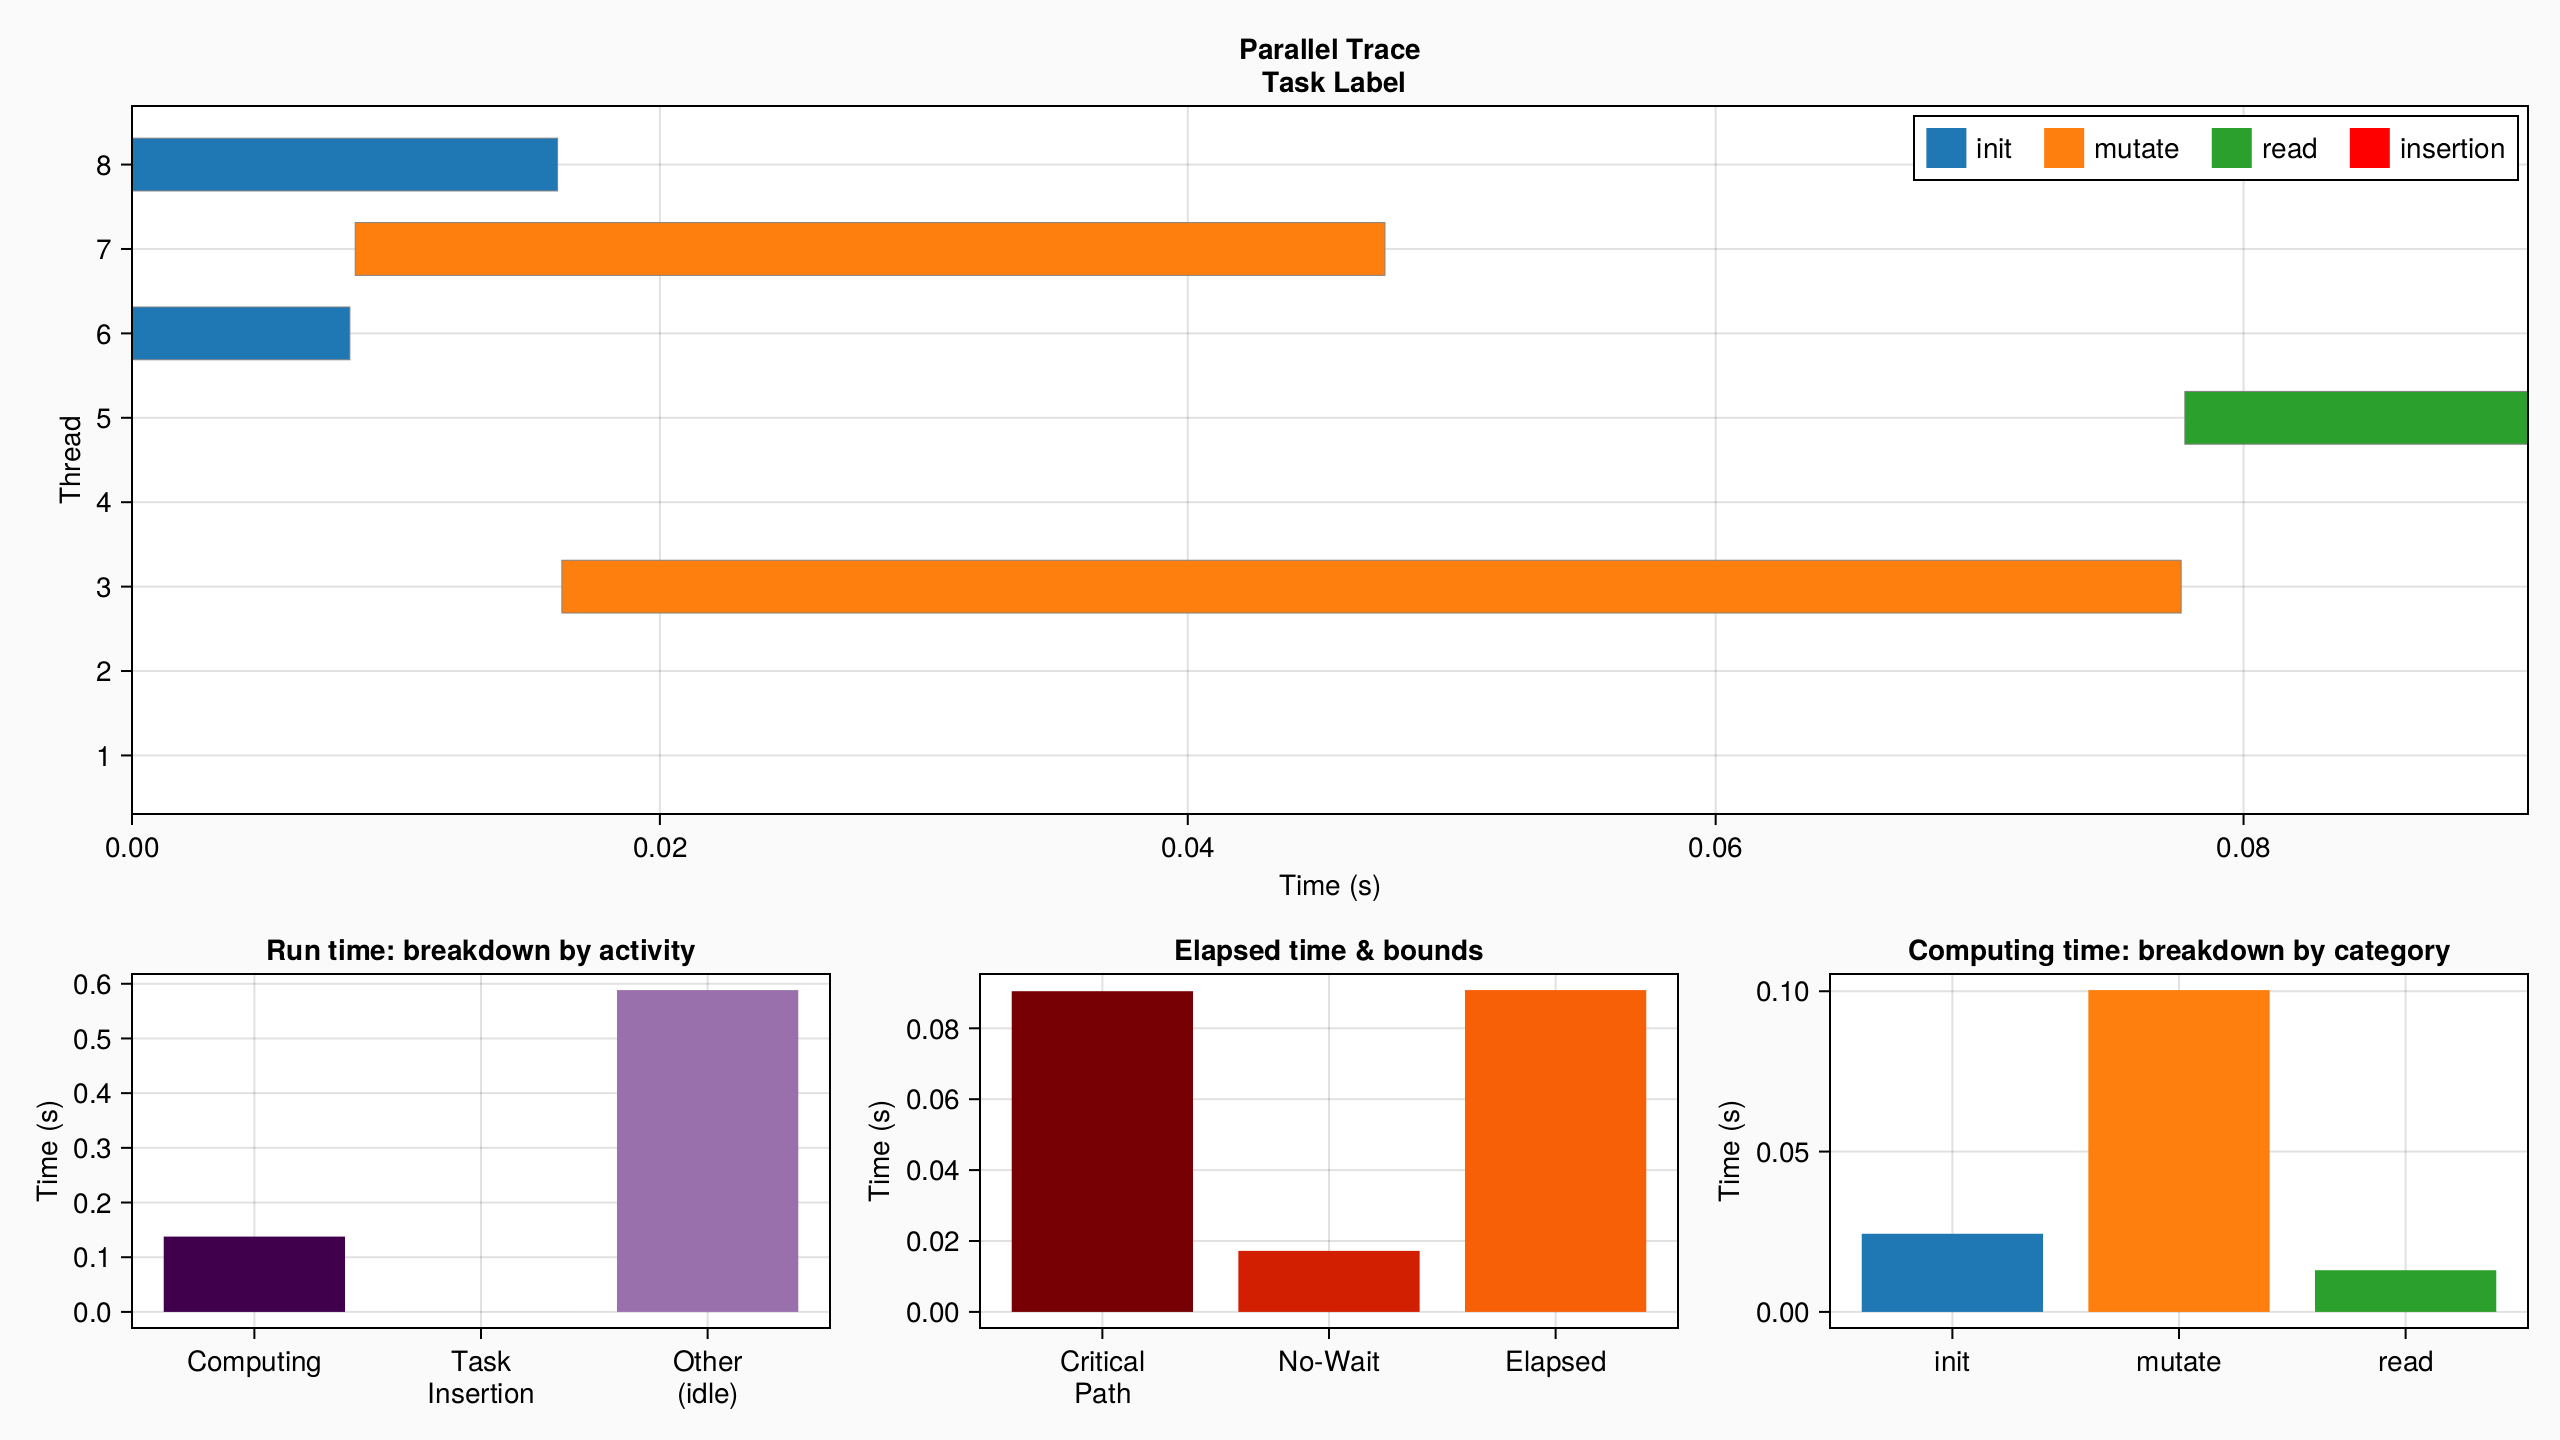 Parallel Trace
Task Label
init mutate read insertion
8
7
6
5
4
3
2
1
Thread
0.00 0.02 0.04 0.06 0.08
Time (s)
Run time: breakdown by activity
0.6
0.5
0.4
0.3
0.2
0.1
0.0
Time (s)
Computing
Task
Insertion
Other
(idle)
Elapsed time & bounds
0.08
0.06
0.04
0.02
0.00
Time (s)
Critical
Path
No-Wait
Elapsed
Computing time: breakdown by category
0.10
0.05
0.00
Time (s)
init
mutate
read